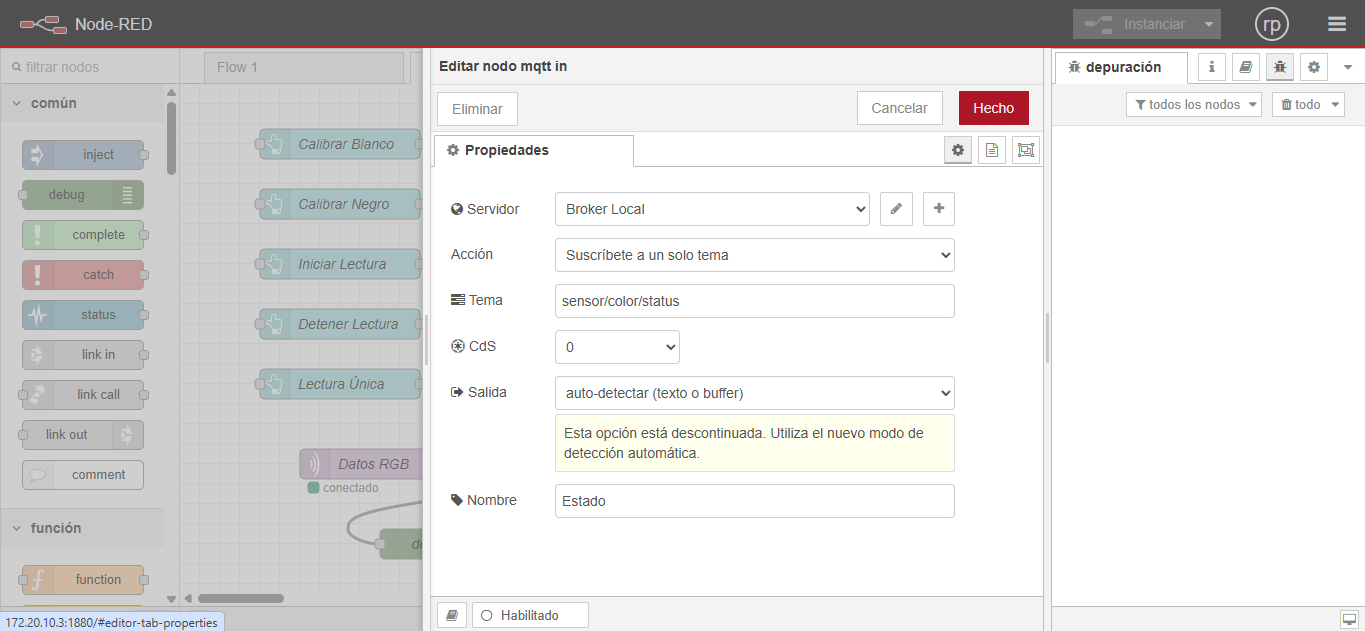 Node-RED
Instanciar
rp
filtrar nodos
común
inject
debug
complete
catch
status
link in
link call
link out
comment
función
function
Flow 1
Calibrar Blanco
Calibrar Negro
Iniciar Lectura
Detener Lectura
Lectura Única
Datos RGB
conectado
Editar nodo mqtt in
Eliminar
Cancelar
Hecho
Propiedades
Servidor
Broker Local
Acción
Suscríbete a un solo tema
Tema
sensor/color/status
CdS
0
Salida
auto-detectar (texto o buffer)
Esta opción está descontinuada. Utiliza el nuevo modo de
detección automática.
Nombre
Estado
Habilitado
depuración
todos los nodos
todo
172.20.10.3:1880/#editor-tab-properties